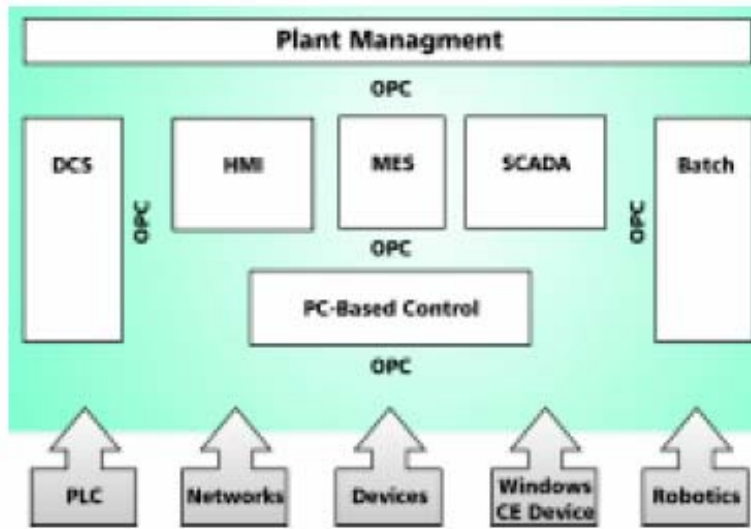 Plant Managment
OPC
DCS
HMI
MES
SCADA
Batch
OPC
OPC
OPC
PC-Based Control
OPC
PLC
Networks
Devices
Windows
CE Device
Robotics